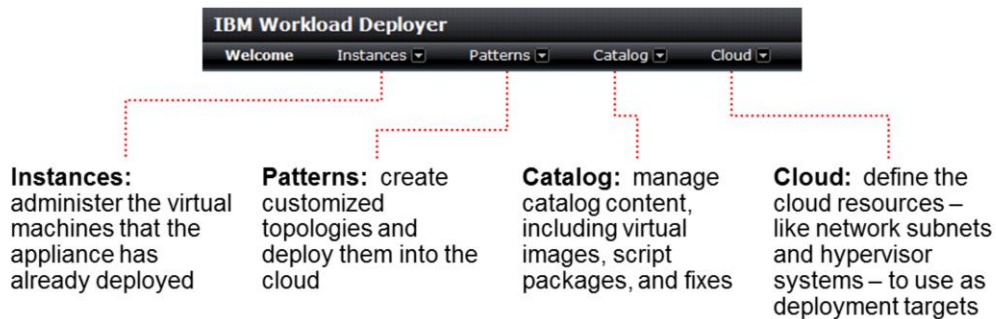 IBM Workload Deployer
Welcome Instances Patterns Catalog Cloud
Instances:
administer the virtual
machines that the
appliance has
already deployed
Patterns: create
customized
topologies and
deploy them into the
cloud
Catalog: manage
catalog content,
including virtual
images, script
packages, and fixes
Cloud: define the
cloud resources –
like network subnets
and hypervisor
systems – to use as
deployment targets